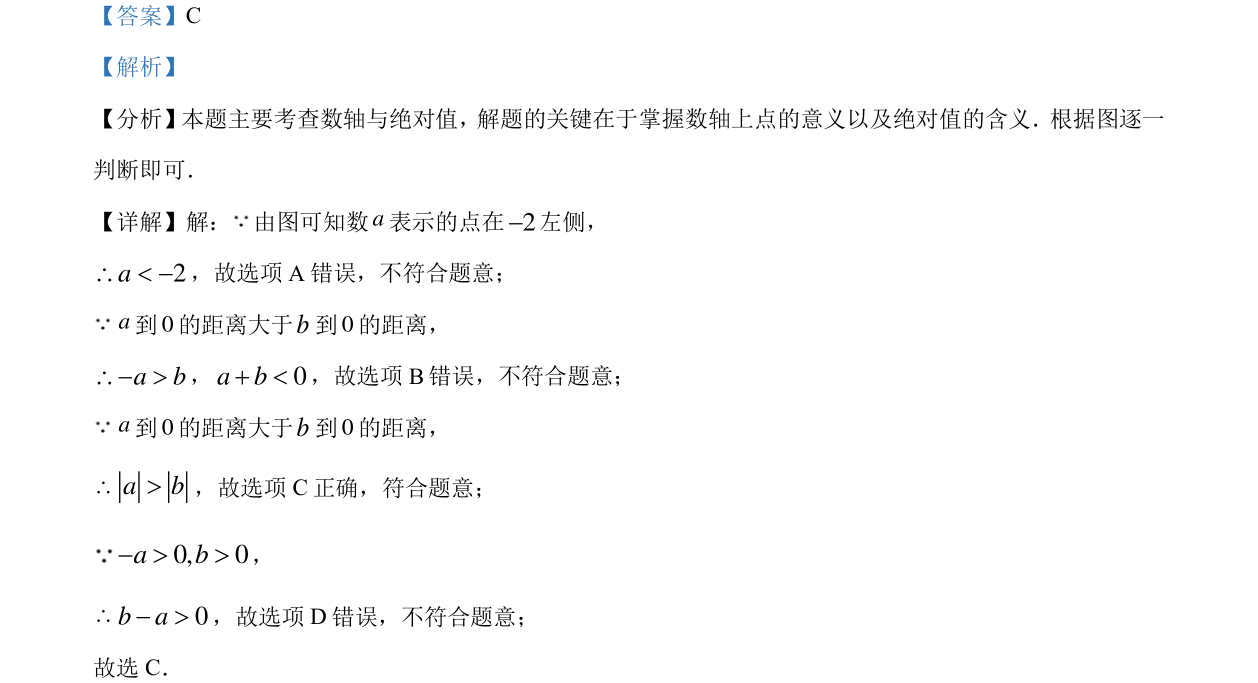 【答案】C
【解析】
【分析】本题主要考查数轴与绝对值，解题的关键在于掌握数轴上点的意义以及绝对值的含义．根据图逐一
判断即可．
【详解】解：∵由图可知数a表示的点在−2左侧，
∴a<−2，故选项 A 错误，不符合题意；
∵a到0的距离大于b到0的距离，
∴−a>b，a+b<0，故选项 B 错误，不符合题意；
∵a到0的距离大于b到0的距离，
∴|a|>|b|，故选项 C 正确，符合题意；
∵−a>0,b>0，
∴b−a>0，故选项 D 错误，不符合题意；
故选 C．